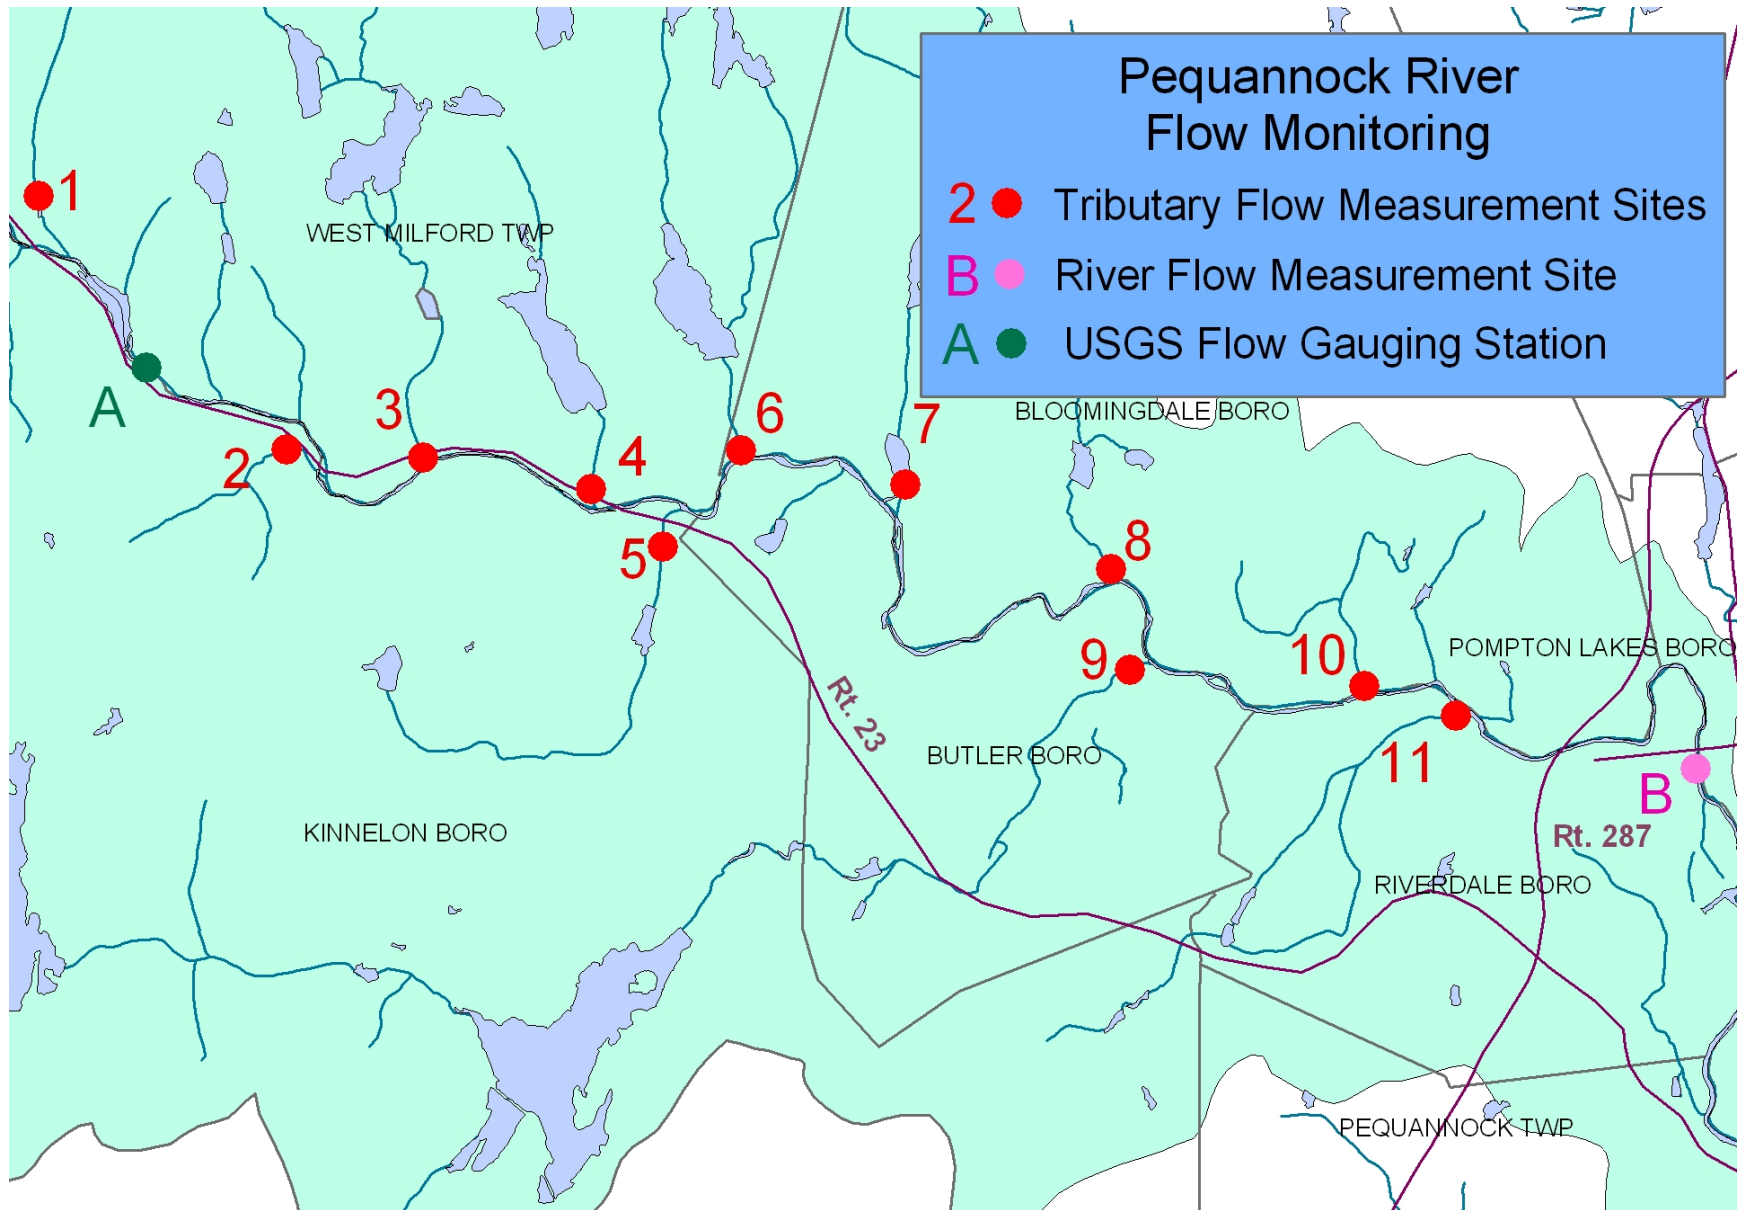 Pequannock River
Flow Monitoring
2 Tributary Flow Measurement Sites
B River Flow Measurement Site
A USGS Flow Gauging Station
1
WEST MILFORD TWP
A
2
3
4
5
6
7
BLOOMINGDALE BORO
8
9
10
POMPTON LAKES BORO
11
Rt. 23
BUTLER BORO
B
KINNELON BORO
Rt. 287
RIVERDALE BORO
PEQUANNOCK TWP